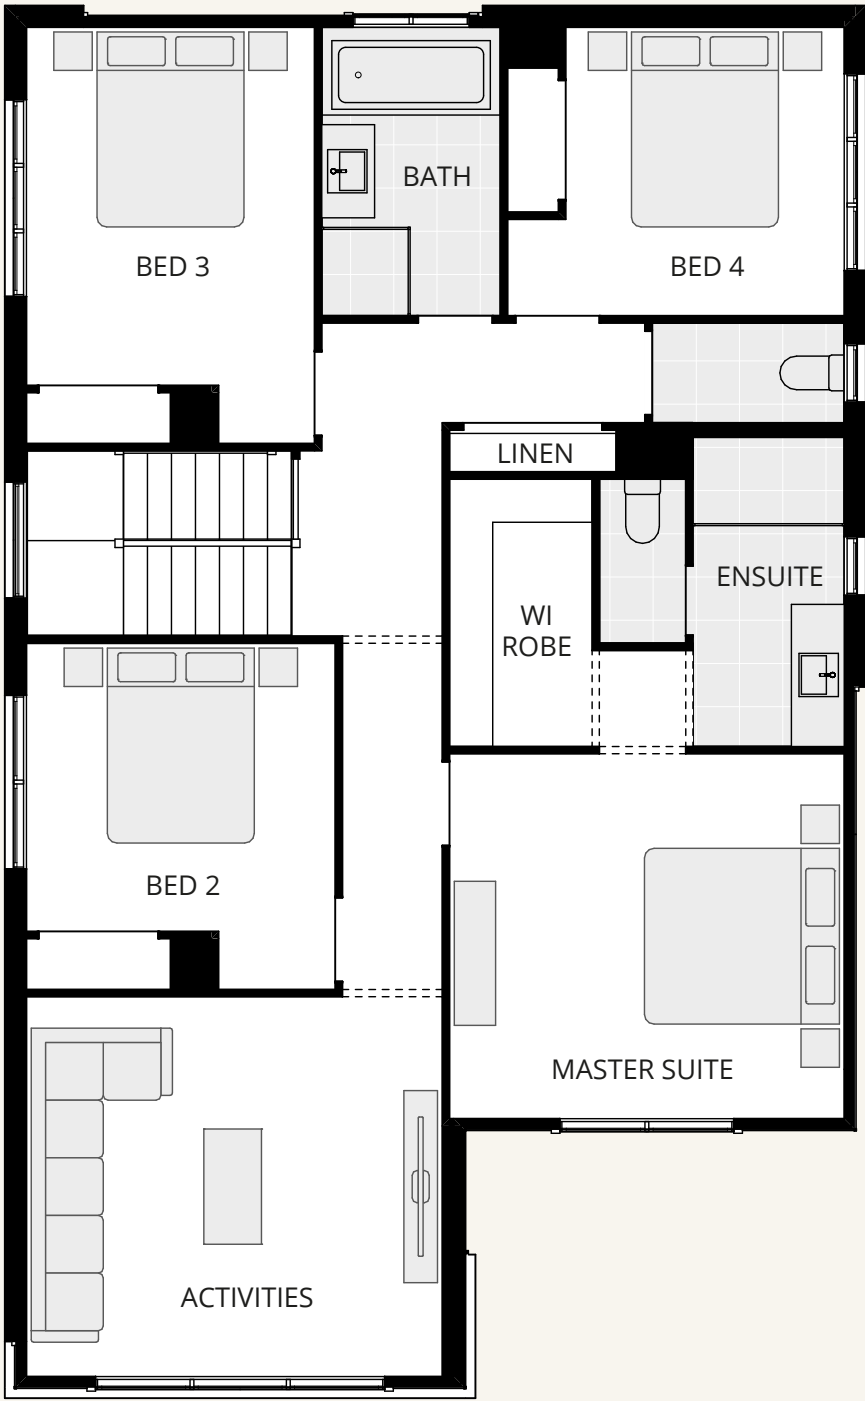 BATH
BED 3
BED 4
LINEN
ENSUITE
WI
ROBE
BED 2
MASTER SUITE
ACTIVITIES